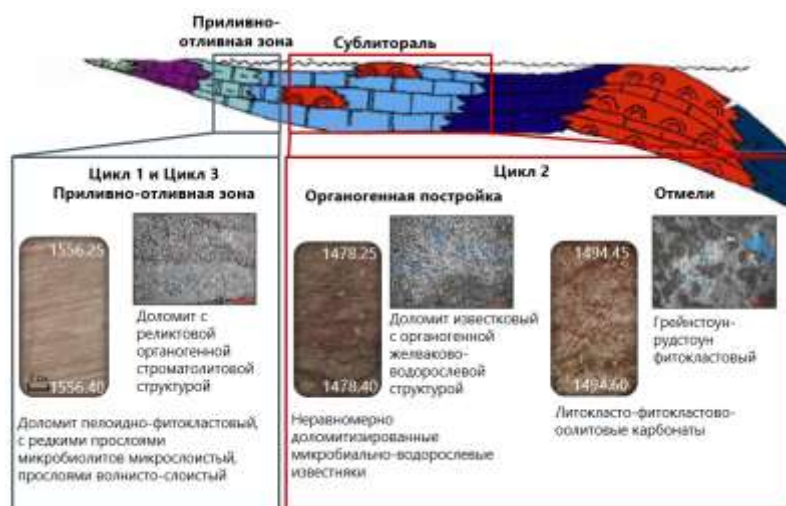 Приливно-
отливная зона
Сублитораль
Цикл 1 и Цикл 3
Приливно-отливная зона
1556.25
1556.40
Доломит с
реликтовой
органогенной
строматолитовой
структурой
Доломит пелоидно-фитокластовый,
с редкими прослоями
микробиолитов микрослоистый,
прослоями волнисто-слоистый
Цикл 2
Органогенная постройка
1478.25
1478.40
Доломит известковый
с органогенной
желваково-
водорослевой
структурой
Неравномерно
доломитизированные
микробиально-водорослевые
известняки
Отмели
1494.45
1494.60
Грейнстоун-
рудстоун
фитокластовый
Литокласто-фитокластово-
оолитовые карбонаты